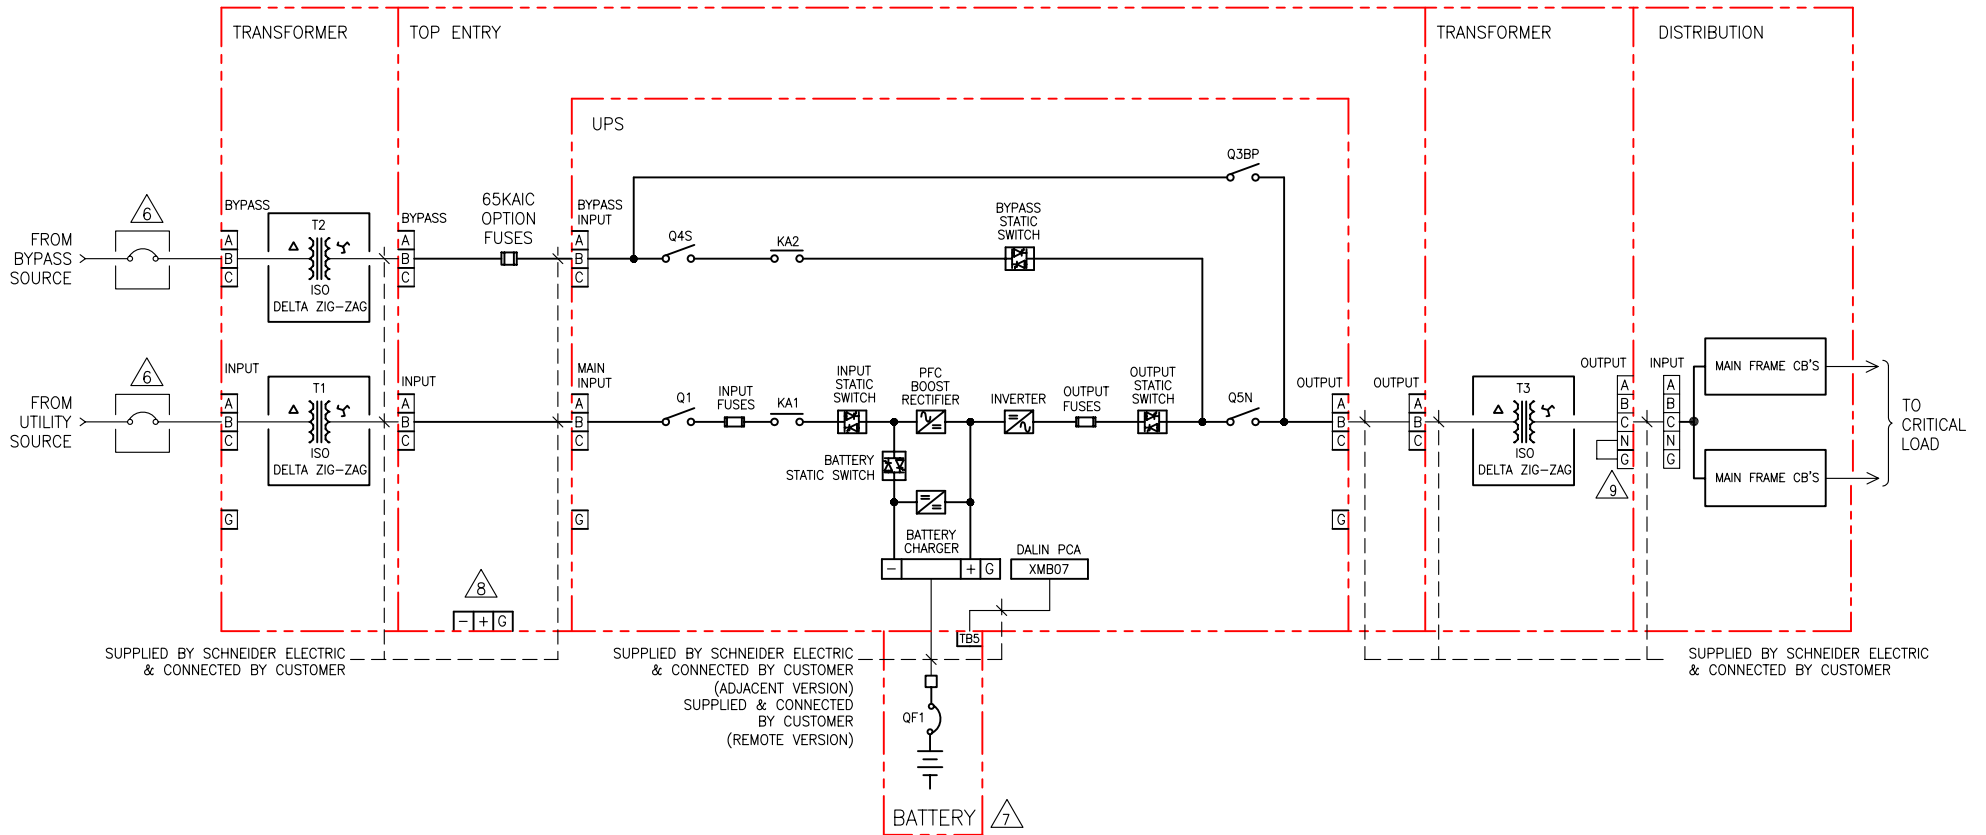 TRANSFORMER
TOP ENTRY
TRANSFORMER
DISTRIBUTION
UPS
Q3BP
6
BYPASS
T2
ISO
DELTA ZIG-ZAG
BYPASS
65KAIC
OPTION
FUSES
BYPASS
INPUT
Q4S
KA2
BYPASS
STATIC
SWITCH
FROM
BYPASS
SOURCE
A
B
C
A
B
C
A
B
C
6
INPUT
T1
ISO
DELTA ZIG-ZAG
INPUT
MAIN
INPUT
Q1
INPUT
FUSES
KA1
INPUT
STATIC
SWITCH
PFC
BOOST
RECTIFIER
INVERTER
OUTPUT
FUSES
OUTPUT
STATIC
SWITCH
Q5N
OUTPUT
OUTPUT
T3
ISO
DELTA ZIG-ZAG
OUTPUT
INPUT
MAIN FRAME CB'S
MAIN FRAME CB'S
TO
CRITICAL
LOAD
FROM
UTILITY
SOURCE
A
B
C
A
B
C
A
B
C
A
B
C
A
B
C
A
B
C
N
G
A
B
C
N
G
9
BATTERY
STATIC SWITCH
G
G
G
BATTERY
CHARGER
- + G
DALIN PCA
XMB07
8
- + G
TB5
SUPPLIED BY SCHNEIDER ELECTRIC
& CONNECTED BY CUSTOMER
SUPPLIED BY SCHNEIDER ELECTRIC
& CONNECTED BY CUSTOMER
(ADJACENT VERSION)
SUPPLIED & CONNECTED
BY CUSTOMER
(REMOTE VERSION)
SUPPLIED BY SCHNEIDER ELECTRIC
& CONNECTED BY CUSTOMER
QF1
BATTERY
7